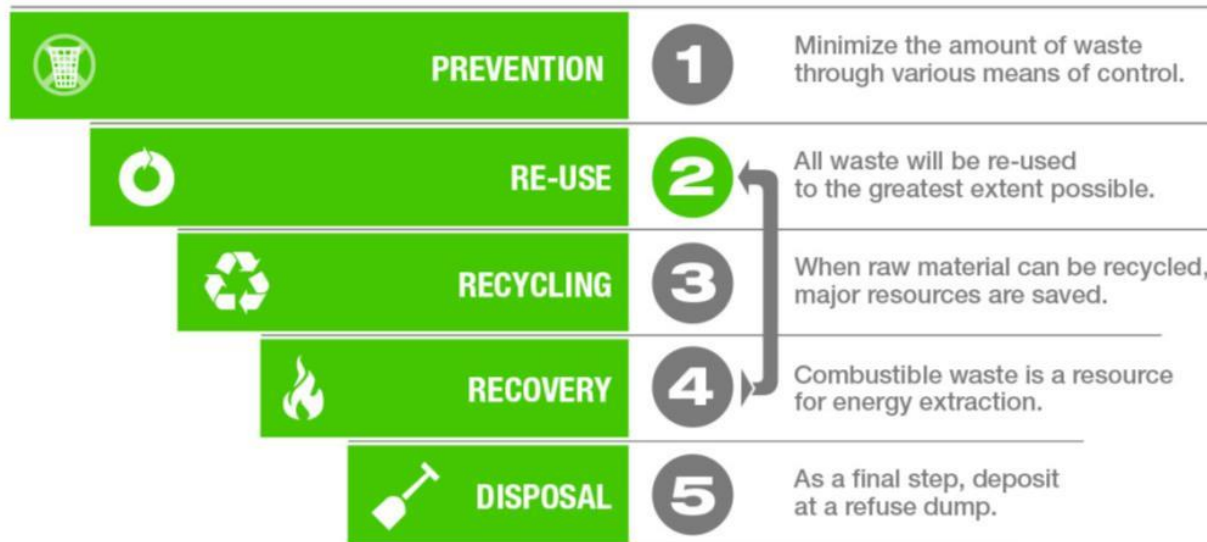 PREVENTION
1
Minimize the amount of waste
through various means of control.
RE-USE
2
All waste will be re-used
to the greatest extent possible.
RECYCLING
3
When raw material can be recycled,
major resources are saved.
RECOVERY
4
Combustible waste is a resource
for energy extraction.
DISPOSAL
5
As a final step, deposit
at a refuse dump.